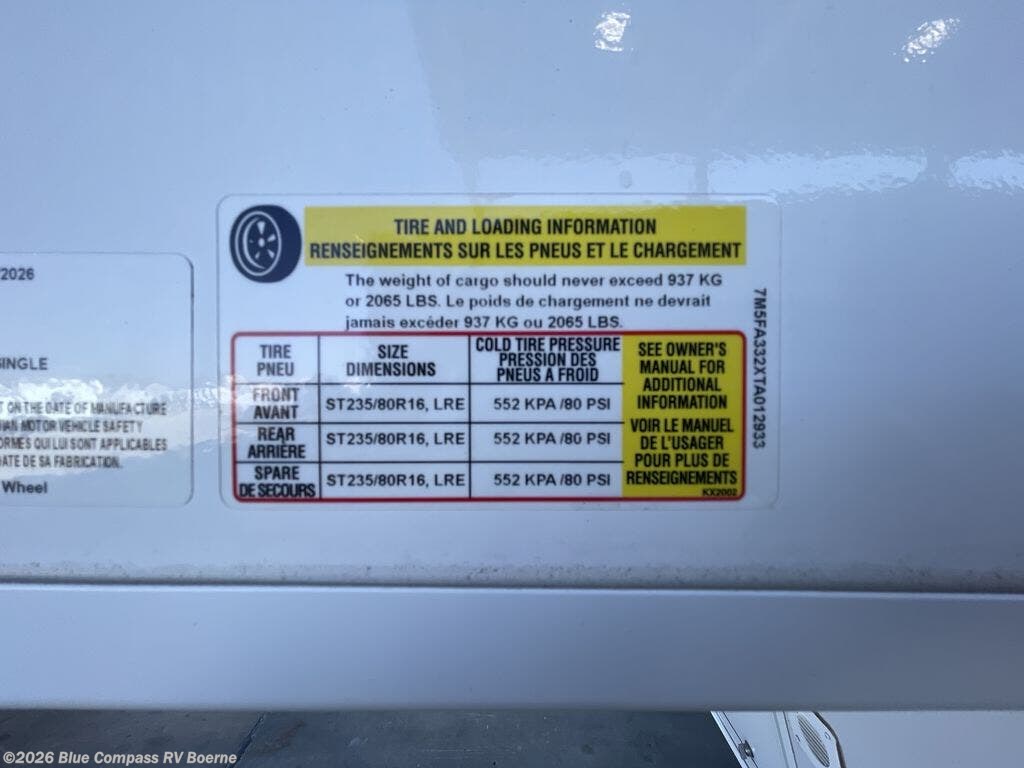 /2026
SINGLE
T ON THE DATE OF MANUFACTURE
IAN MOTOR VEHICLE SAFETY
ORMES QUI LUI SONT APPLICABLES
ATE DE SA FABRICATION.
Wheel
TIRE AND LOADING INFORMATION
RENSEIGNEMENTS SUR LES PNEUS ET LE CHARGEMENT
The weight of cargo should never exceed 937 KG
or 2065 LBS. Le poids de chargement ne devrait
jamais excéder 937 KG ou 2065 LBS.
TIRE
PNEU
SIZE
DIMENSIONS
COLD TIRE PRESSURE
PRESSION DES
PNEUS A FROID
FRONT
AVANT
ST235/80R16, LRE
552 KPA /80 PSI
REAR
ARRIÈRE
ST235/80R16, LRE
552 KPA /80 PSI
SPARE
DE SECOURS
ST235/80R16, LRE
552 KPA /80 PSI
SEE OWNER'S
MANUAL FOR
ADDITIONAL
INFORMATION
VOIR LE MANUEL
DE L'USAGER
POUR PLUS DE
RENSEIGNEMENTS
KX2002
7M5FA332XTA012933
©2026 Blue Compass RV Boerne